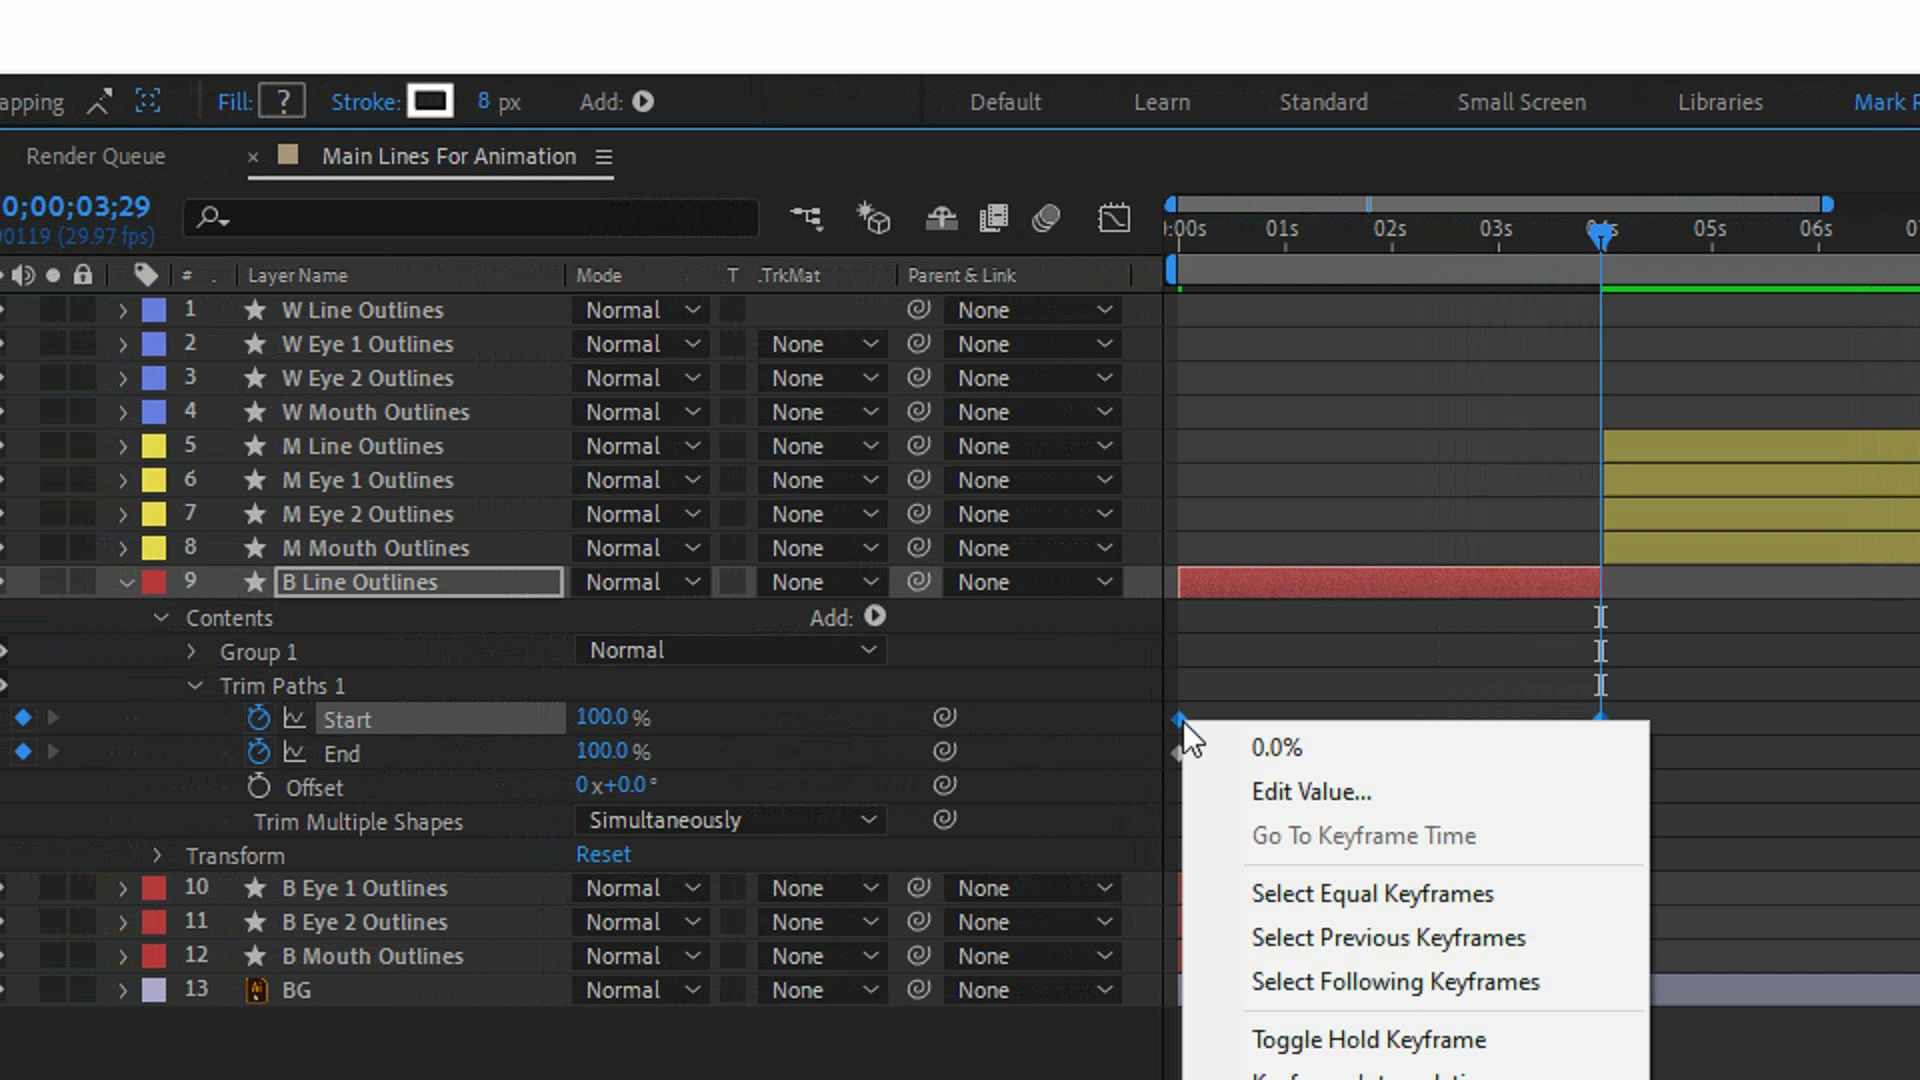 apping Fill: ? Stroke: 8 px Add: Default Learn Standard Small Screen Libraries Mark
Render Queue × Main Lines For Animation
0;00;03;29
00119 (29.97 fps)
:00s 01s 02s 03s 05s 06s
# Layer Name Mode T .TrkMat Parent & Link
1 W Line Outlines Normal None
2 W Eye 1 Outlines Normal None None
3 W Eye 2 Outlines Normal None None
4 W Mouth Outlines Normal None None
5 M Line Outlines Normal None None
6 M Eye 1 Outlines Normal None None
7 M Eye 2 Outlines Normal None None
8 M Mouth Outlines Normal None None
9 B Line Outlines Normal None None
Contents Add:
Group 1 Normal
Trim Paths 1
Start 100.0 %
End 100.0 %
Offset 0 x+0.0 °
Trim Multiple Shapes Simultaneously
Transform Reset
10 B Eye 1 Outlines Normal None None
11 B Eye 2 Outlines Normal None None
12 B Mouth Outlines Normal None None
13 Ai BG Normal None None
0.0%
Edit Value...
Go To Keyframe Time
Select Equal Keyframes
Select Previous Keyframes
Select Following Keyframes
Toggle Hold Keyframe